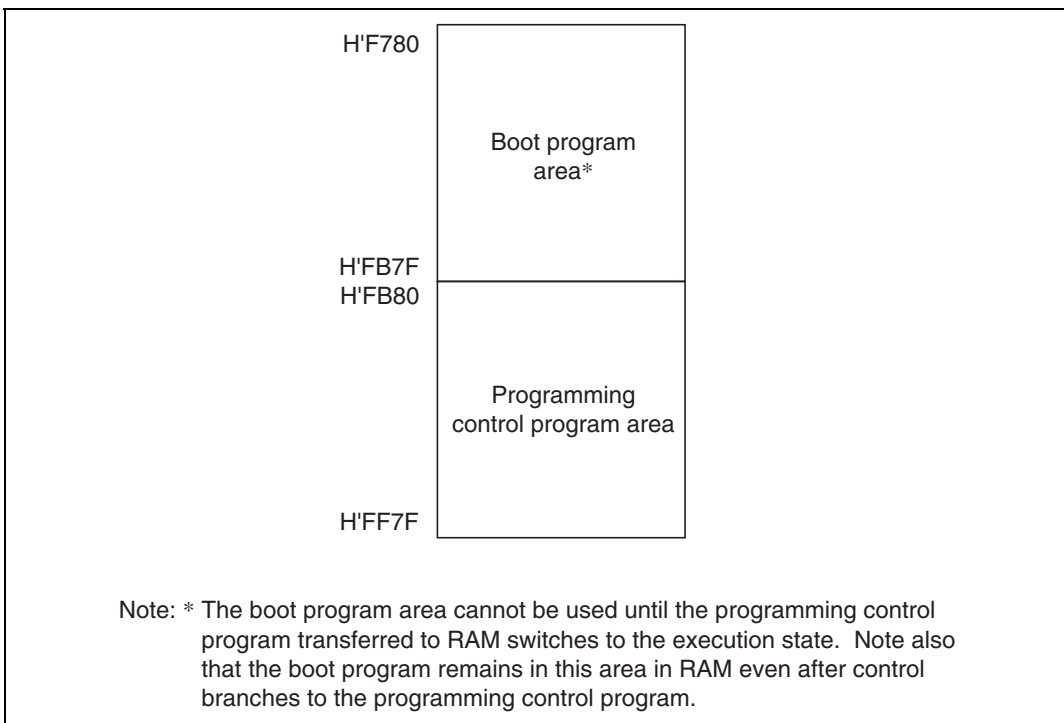 H'F780
Boot program
area*
H'FB7F
H'FB80
Programming
control program area
H'FF7F
Note: * The boot program area cannot be used until the programming control
program transferred to RAM switches to the execution state.  Note also
that the boot program remains in this area in RAM even after control
branches to the programming control program.